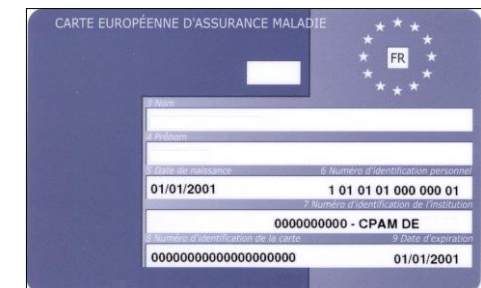 CARTE EUROPÉENNE D'ASSURANCE MALADIE
FR
3 Nom
4 Prénom
5 Date de naissance 6 Numéro d'identification personnel
01/01/2001 1 01 01 01 000 000 01
7 Numéro d'identification de l'institution
0000000000 - CPAM DE
8 Numéro d'identification de la carte 9 Date d'expiration
00000000000000000000 01/01/2001